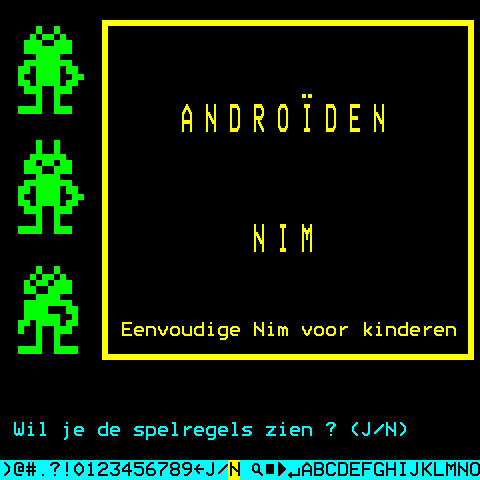 ANDROÏDEN
NIM
Eenvoudige Nim voor kinderen
Wil je de spelregels zien ? (J/N)
)@#.?!0123456789←J/N ABCDEFGHIJKLMNO